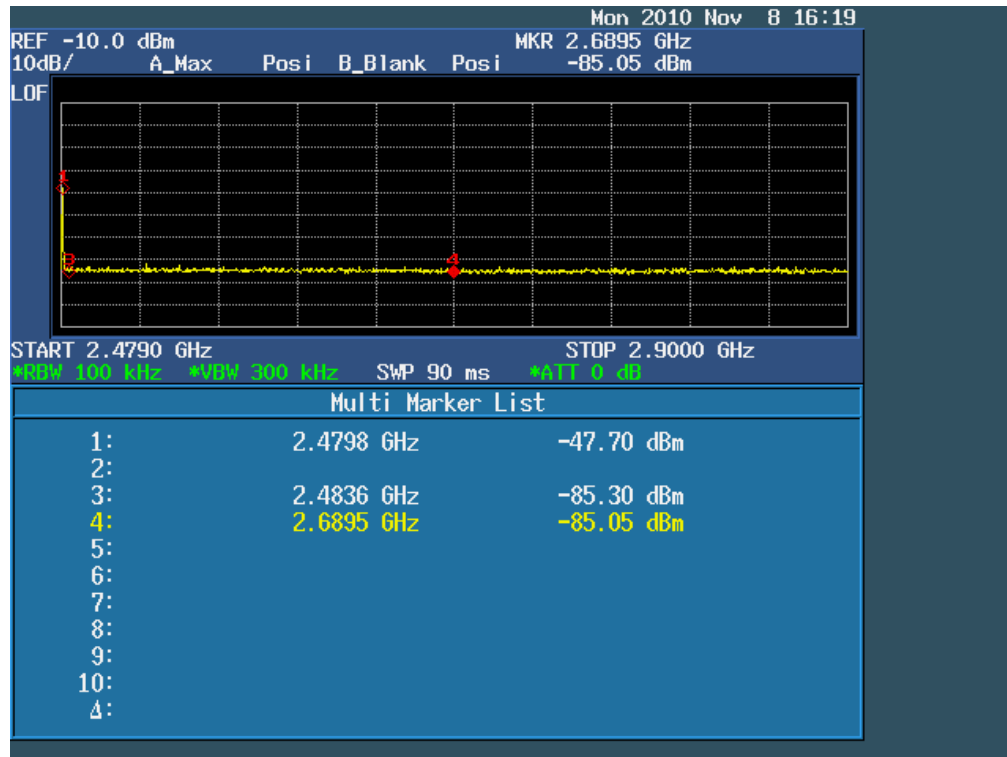 Mon 2010 Nov 8 16:19
REF -10.0 dBm MKR 2.6895 GHz
10dB/ A_Max Posi B_Blank Posi -85.05 dBm
LOF
1
3
4
START 2.4790 GHz STOP 2.9000 GHz
*RBW 100 kHz *VBW 300 kHz SWP 90 ms *ATT 0 dB
Multi Marker List
1: 2.4798 GHz -47.70 dBm
2:
3: 2.4836 GHz -85.30 dBm
4: 2.6895 GHz -85.05 dBm
5:
6:
7:
8:
9:
10:
Δ: